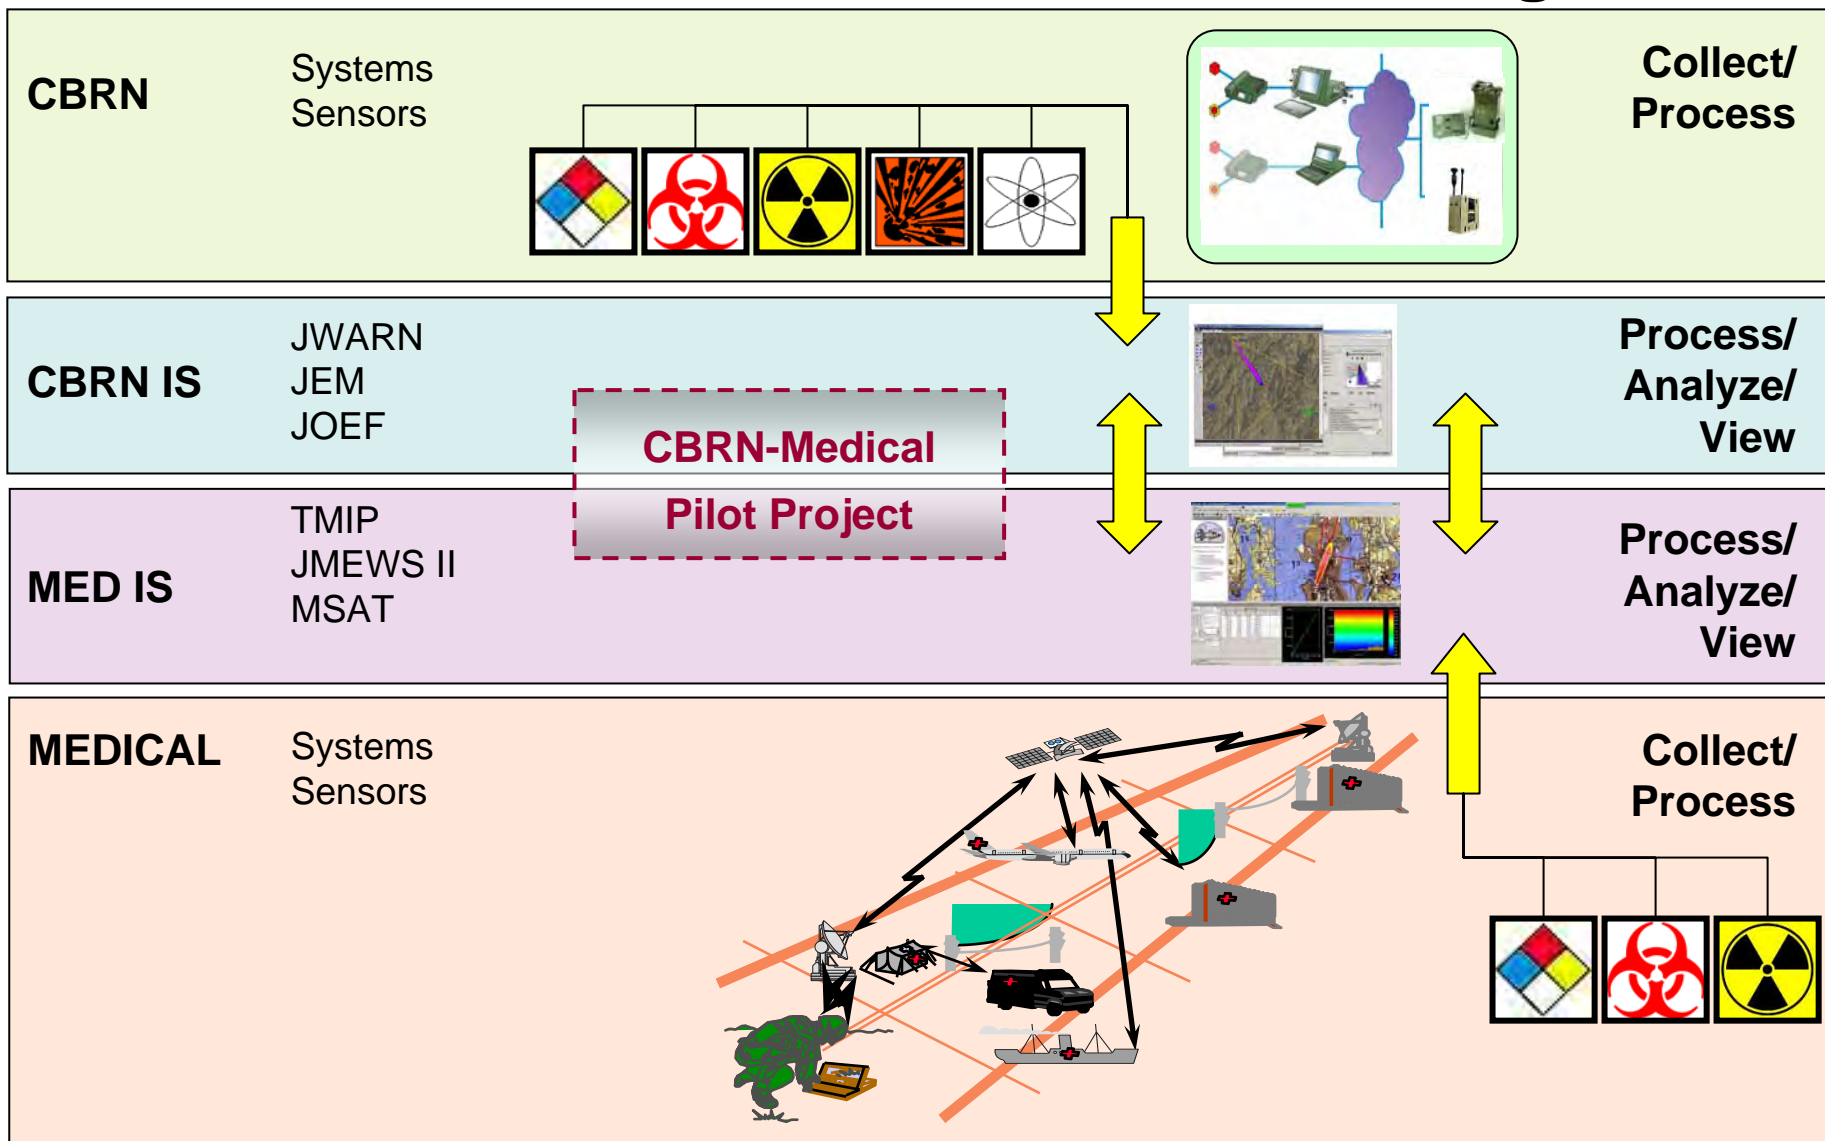 CBRN
Systems
Sensors
Collect/
Process
CBRN IS
JWARN
JEM
JOEF
Process/
Analyze/
View
CBRN-Medical
Pilot Project
MED IS
TMIP
JMEWS II
MSAT
Process/
Analyze/
View
MEDICAL
Systems
Sensors
Collect/
Process